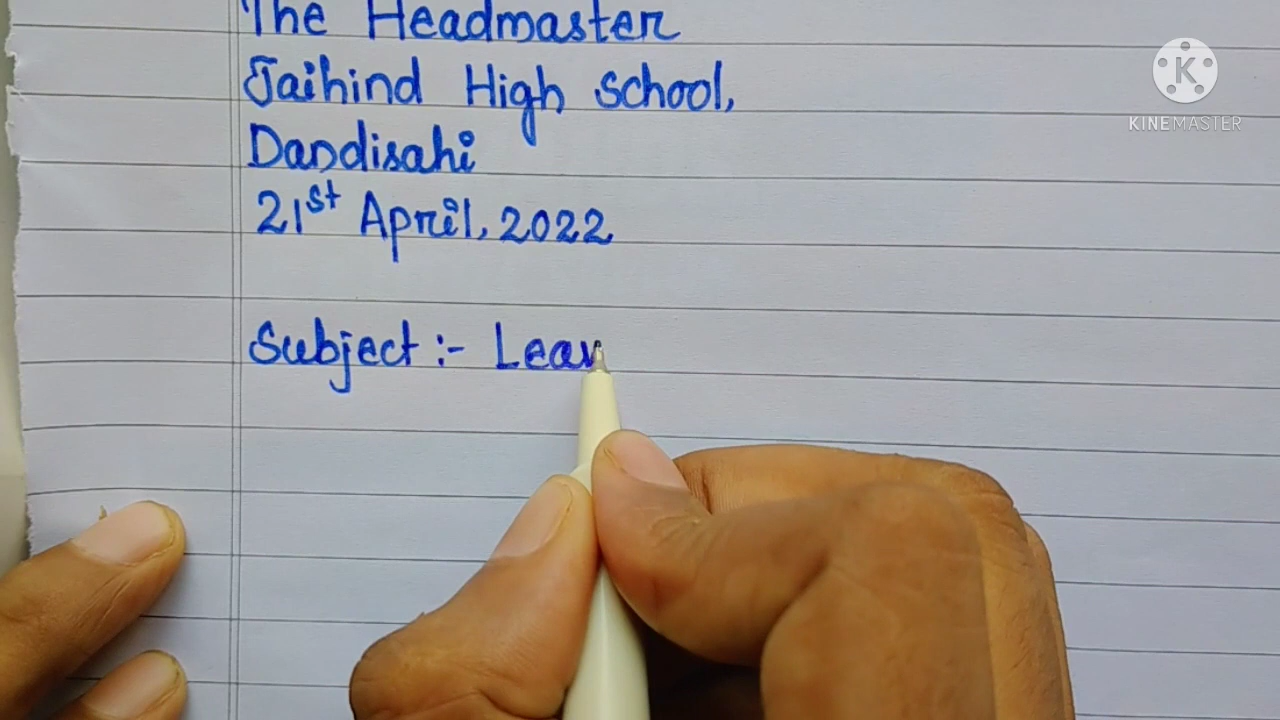 The Headmaster
Jaihind High School,
Dandisahi
21st April, 2022
Subject :- Leav
K
KINEMASTER